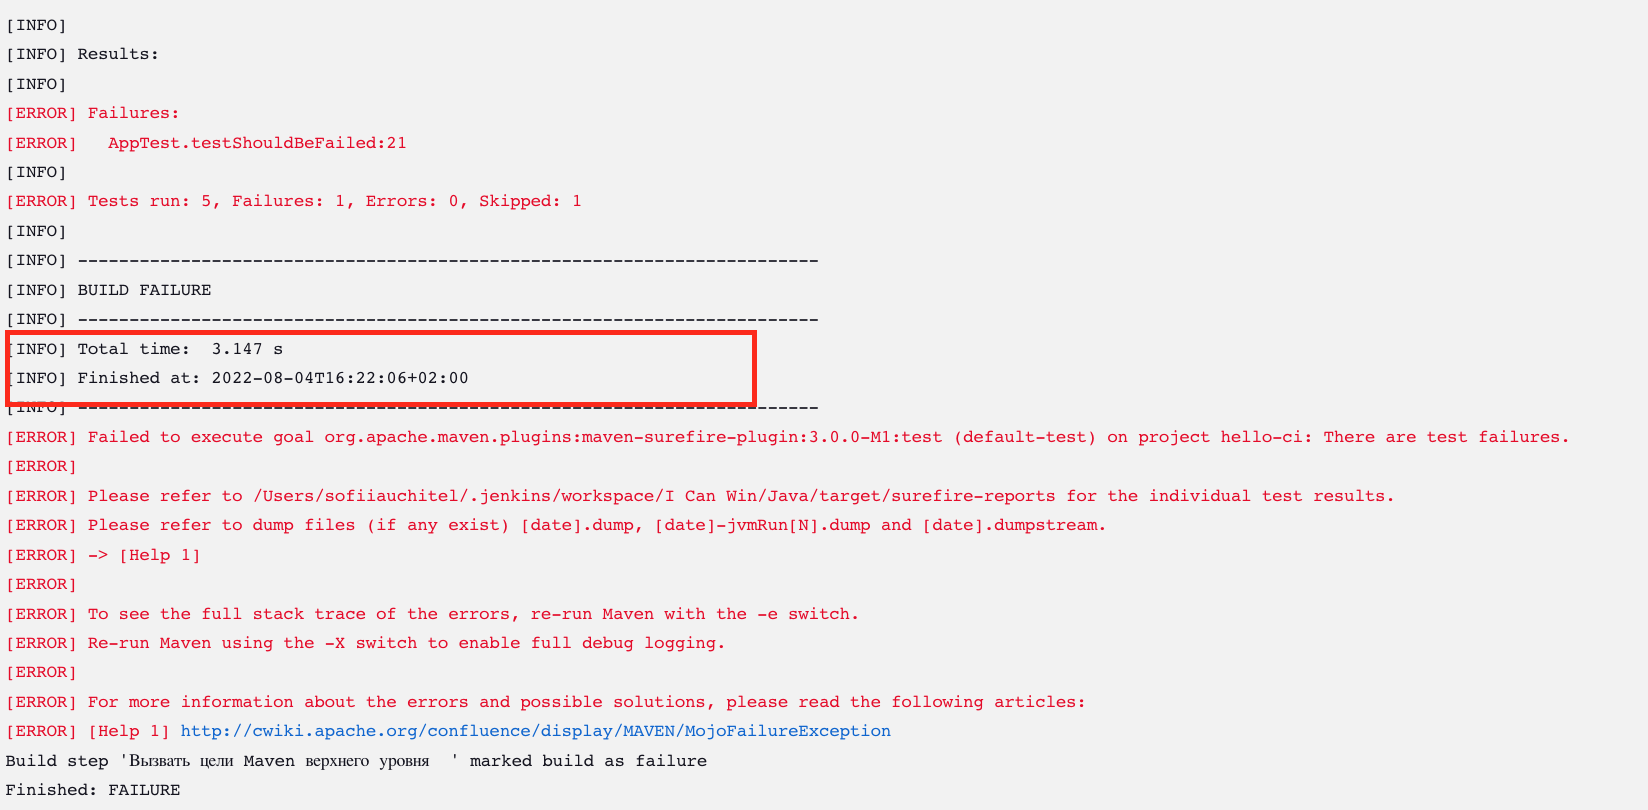 [INFO]
[INFO] Results:
[INFO]
[ERROR] Failures:
[ERROR]   AppTest.testShouldBeFailed:21
[INFO]
[ERROR] Tests run: 5, Failures: 1, Errors: 0, Skipped: 1
[INFO]
[INFO] ------------------------------------------------------------------------
[INFO] BUILD FAILURE
[INFO] ------------------------------------------------------------------------
[INFO] Total time:  3.147 s
[INFO] Finished at: 2022-08-04T16:22:06+02:00
[INFO] ------------------------------------------------------------------------
[ERROR] Failed to execute goal org.apache.maven.plugins:maven-surefire-plugin:3.0.0-M1:test (default-test) on project hello-ci: There are test failures.
[ERROR]
[ERROR] Please refer to /Users/sofiiauchitel/.jenkins/workspace/I Can Win/Java/target/surefire-reports for the individual test results.
[ERROR] Please refer to dump files (if any exist) [date].dump, [date]-jvmRun[N].dump and [date].dumpstream.
[ERROR] -> [Help 1]
[ERROR]
[ERROR] To see the full stack trace of the errors, re-run Maven with the -e switch.
[ERROR] Re-run Maven using the -X switch to enable full debug logging.
[ERROR]
[ERROR] For more information about the errors and possible solutions, please read the following articles:
[ERROR] [Help 1] http://cwiki.apache.org/confluence/display/MAVEN/MojoFailureException
Build step 'Вызвать цели Maven верхнего уровня  ' marked build as failure
Finished: FAILURE